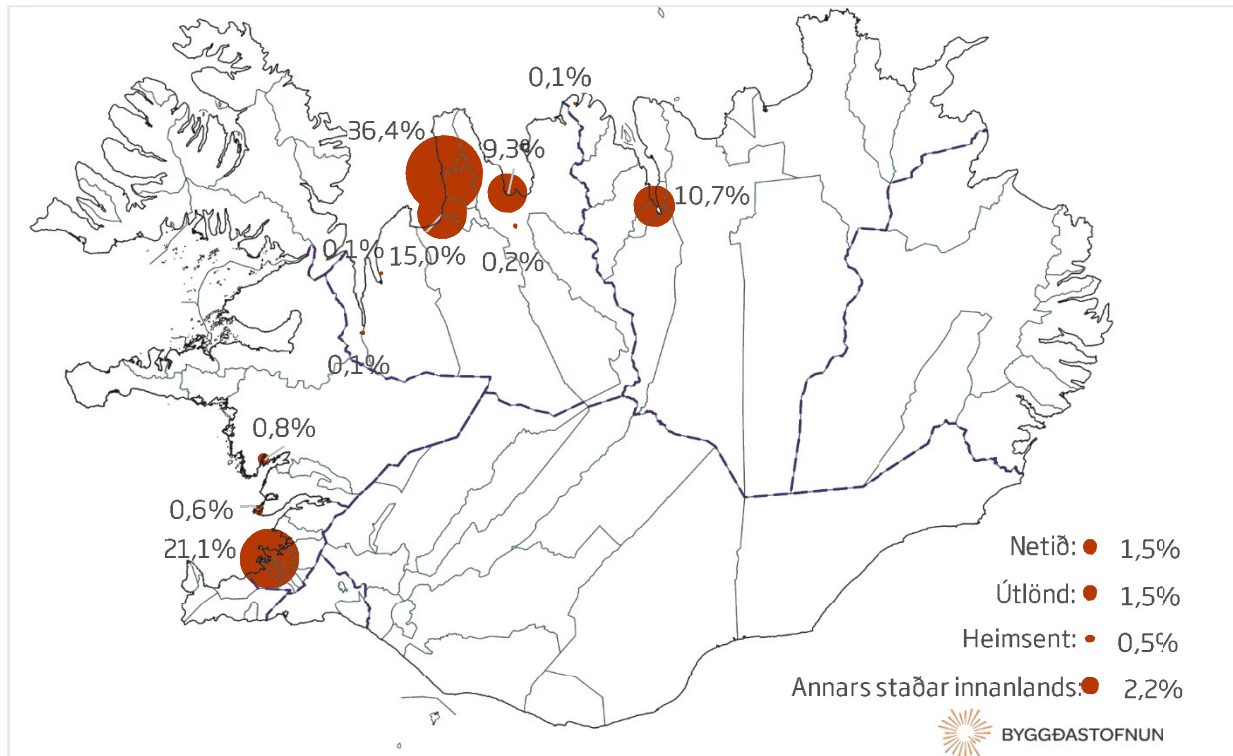 0,1%
36,4%
9,3%
10,7%
0,1%
15,0%
0,2%
0,1%
0,8%
0,6%
21,1%
Netið: 1,5%
Útlönd: 1,5%
Heimsent: 0,5%
Annars staðar innanlands: 2,2%
BYGGÐASTOFNUN